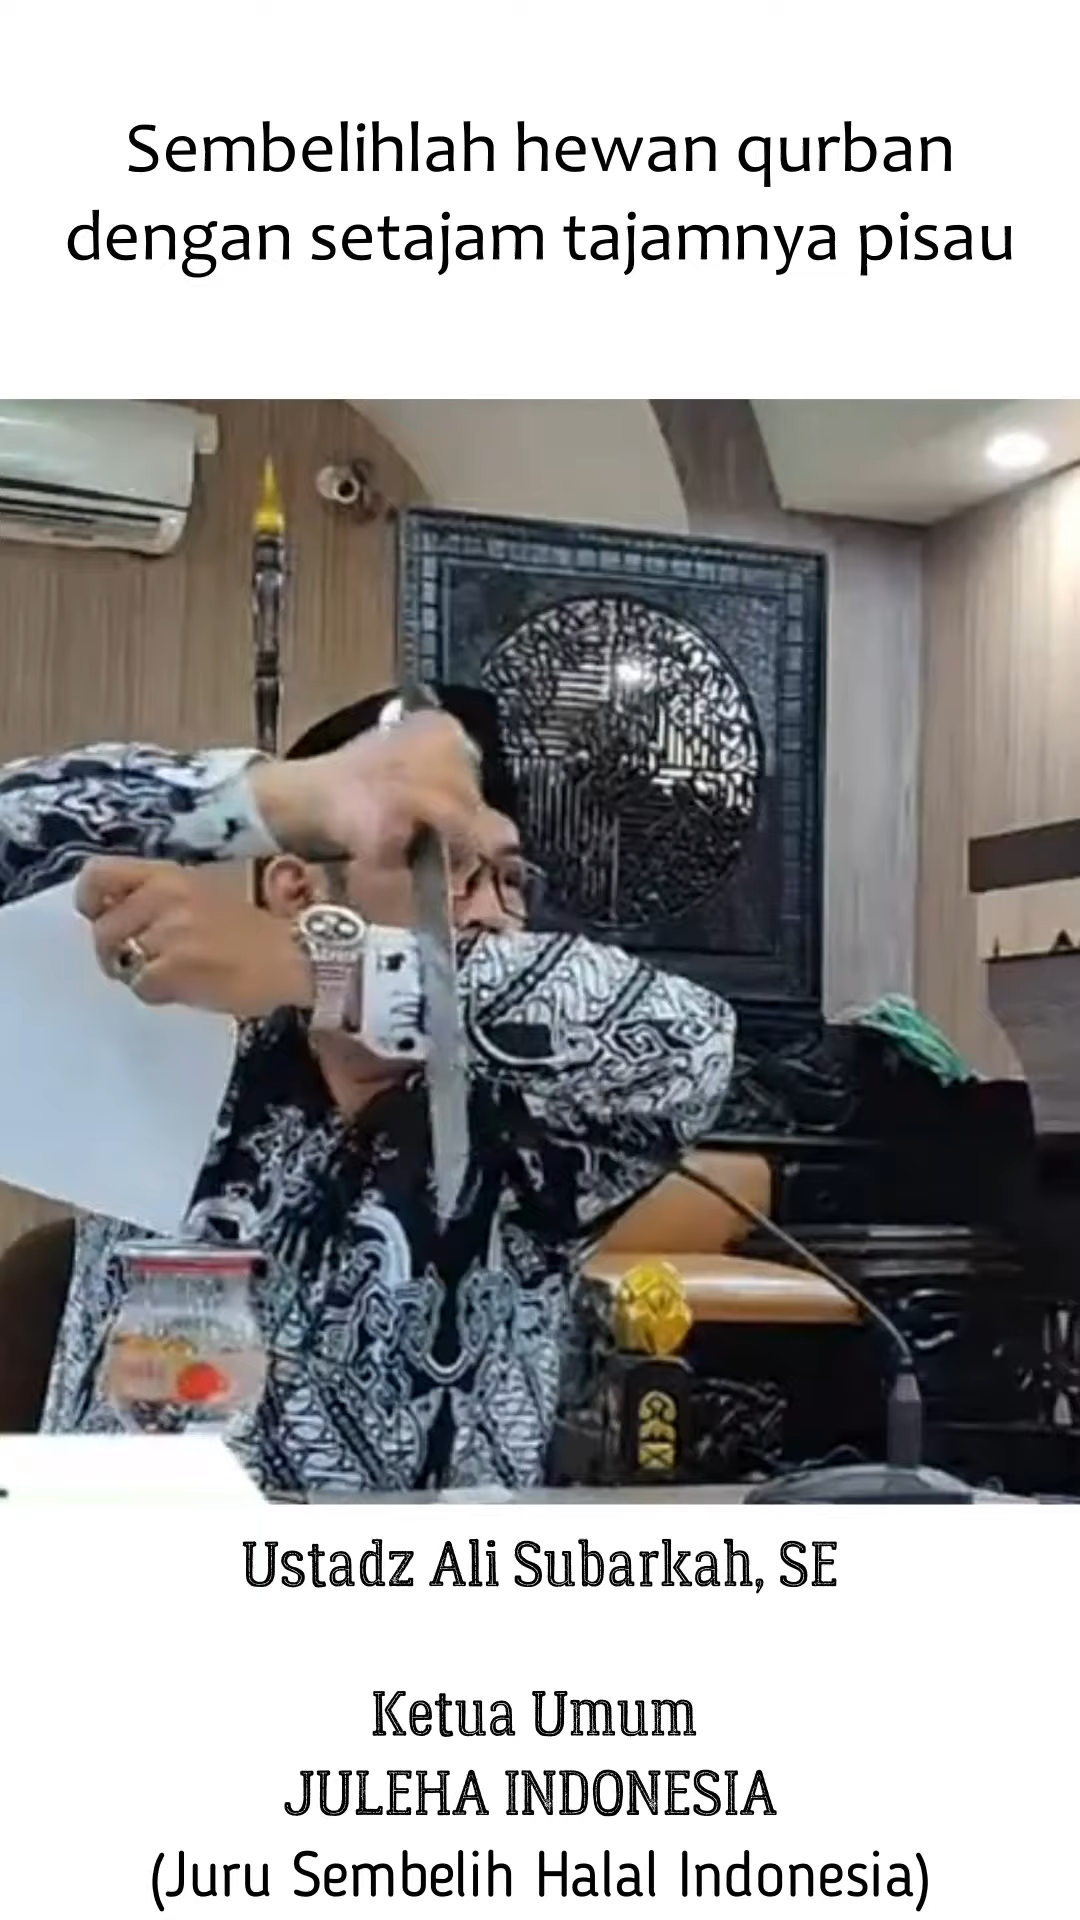 Sembelihlah hewan qurban
dengan setajam tajamnya pisau
Ustadz Ali Subarkah, SE
Ketua Umum
JULEHA INDONESIA
(Juru Sembelih Halal Indonesia)